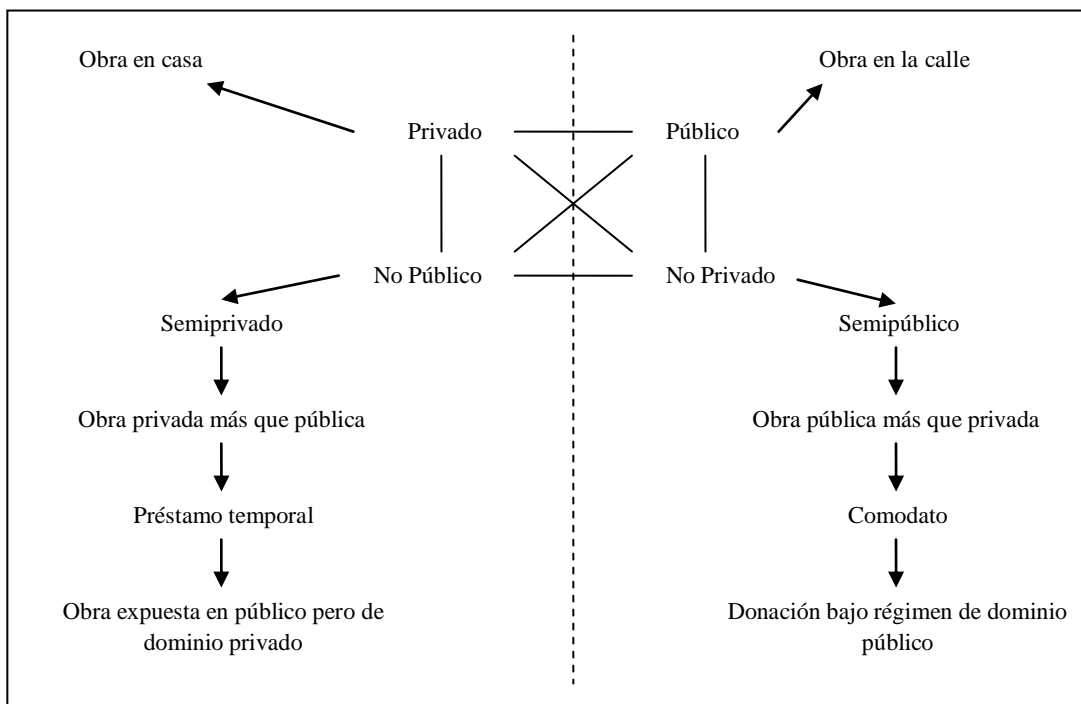 Obra en casa
Obra en la calle
Privado
Público
No Público
No Privado
Semiprivado
Semipúblico
Obra privada más que pública
Obra pública más que privada
Préstamo temporal
Comodato
Obra expuesta en público pero de
dominio privado
Donación bajo régimen de dominio
público